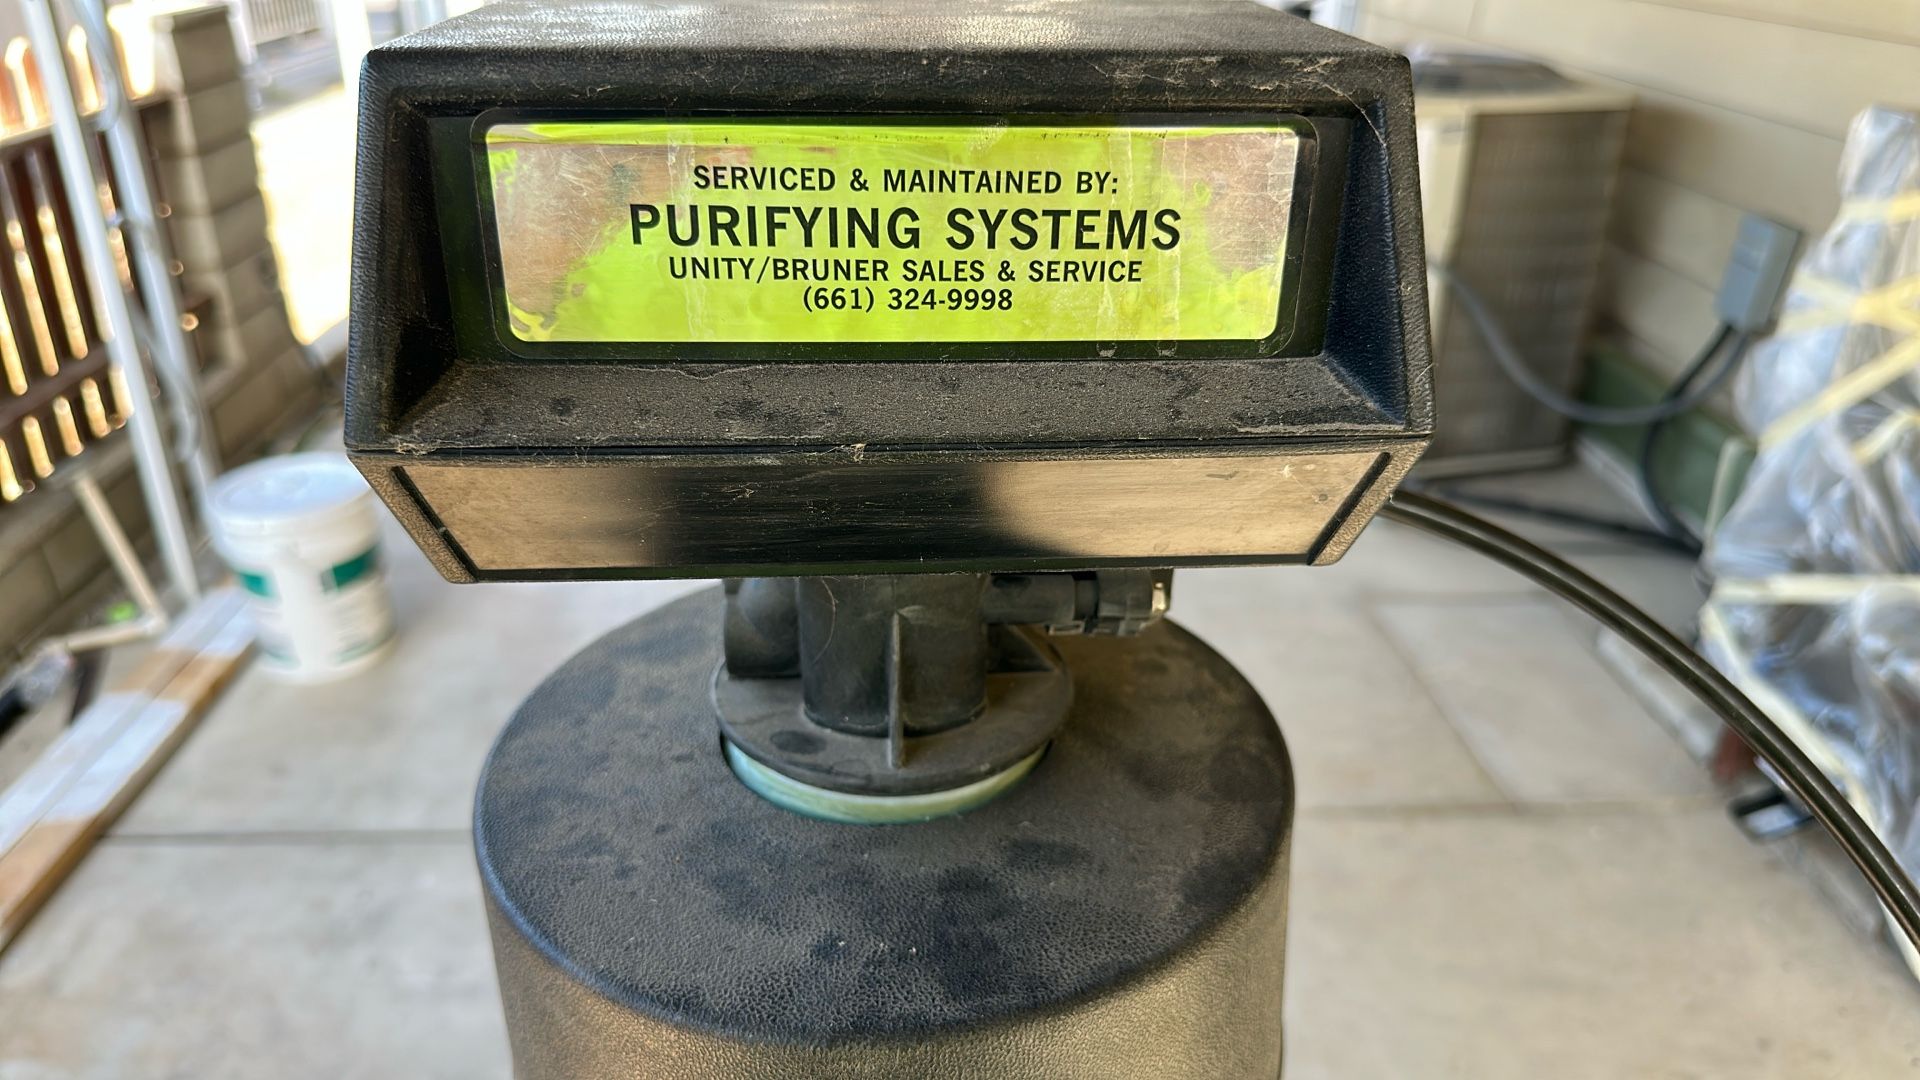 SERVICED & MAINTAINED BY:
PURIFYING SYSTEMS
UNITY/BRUNER SALES & SERVICE
(661) 324-9998